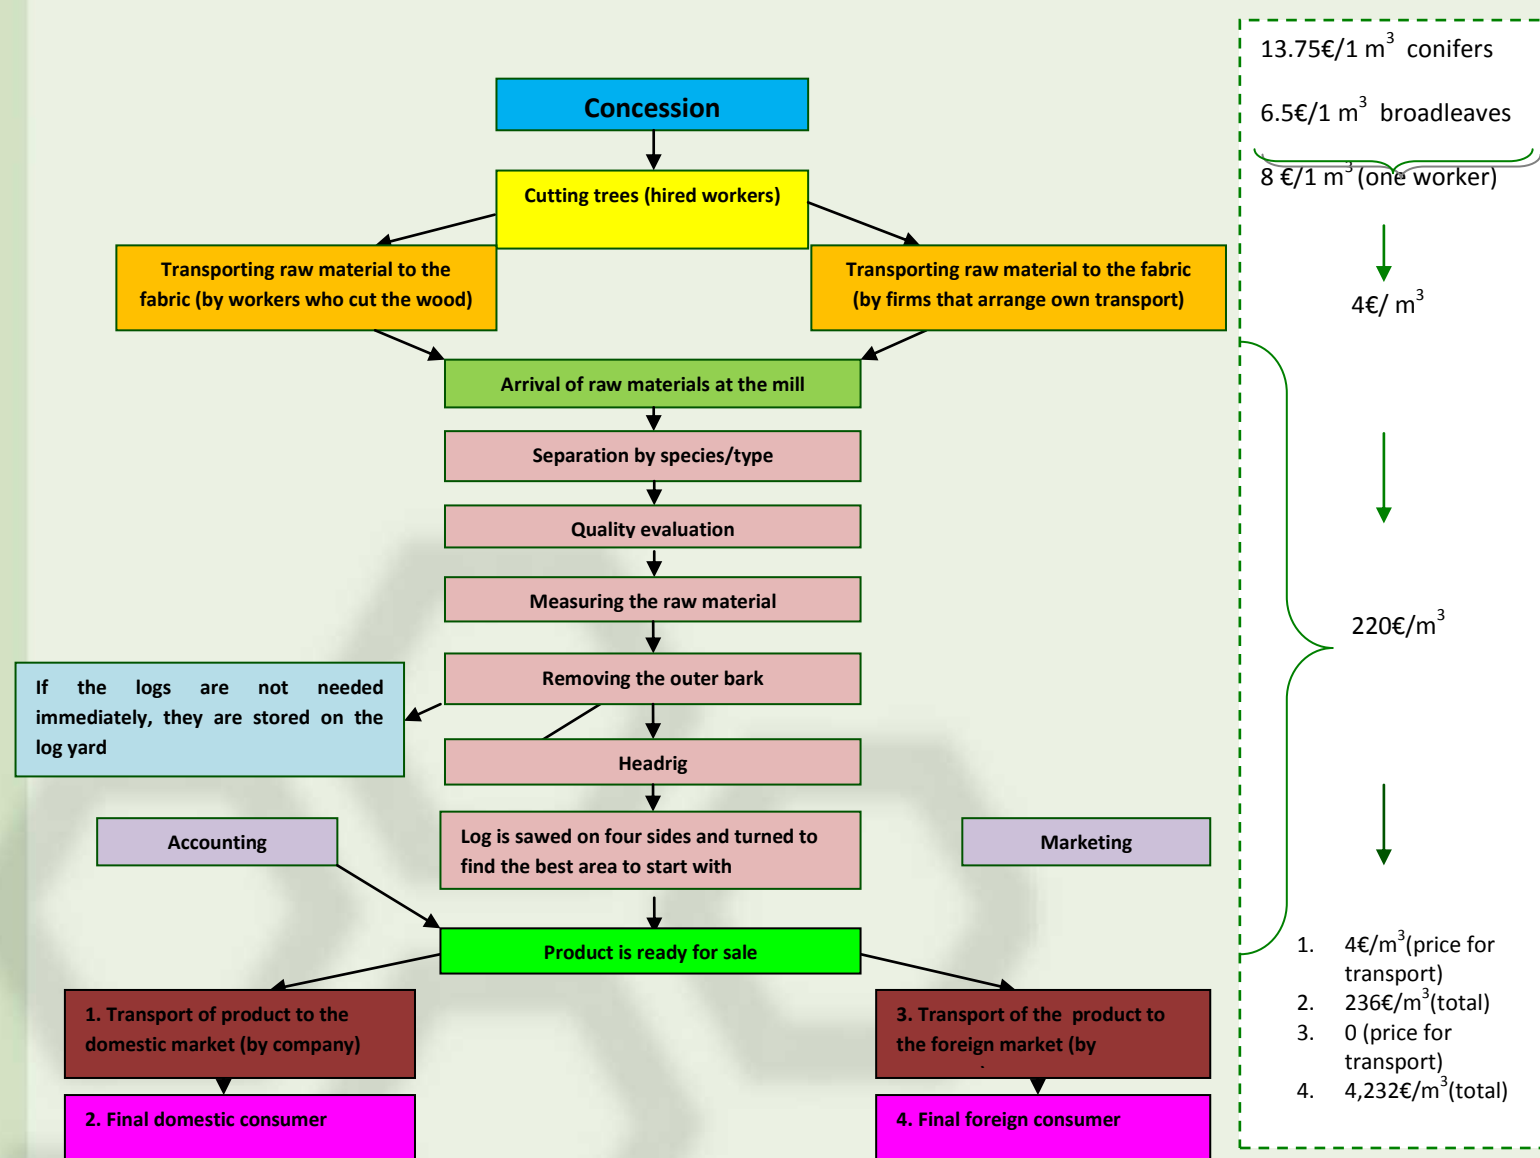 Concession
Cutting trees (hired workers)
Transporting raw material to the
fabric (by workers who cut the wood)
Transporting raw material to the fabric
(by firms that arrange own transport)
Arrival of raw materials at the mill
Separation by species/type
Quality evaluation
Measuring the raw material
Removing the outer bark
If the logs are not needed
immediately, they are stored on the
log yard
Headrig
Accounting
Log is sawed on four sides and turned to
find the best area to start with
Marketing
Product is ready for sale
1. Transport of product to the
domestic market (by company)
3. Transport of the product to
the foreign market (by
2. Final domestic consumer
4. Final foreign consumer
13.75€/1 m³ conifers
6.5€/1 m³ broadleaves
8 €/1 m³ (one worker)
4€/ m³
220€/m³
1. 4€/m³(price for
transport)
2. 236€/m³(total)
3. 0 (price for
transport)
4. 4,232€/m³(total)